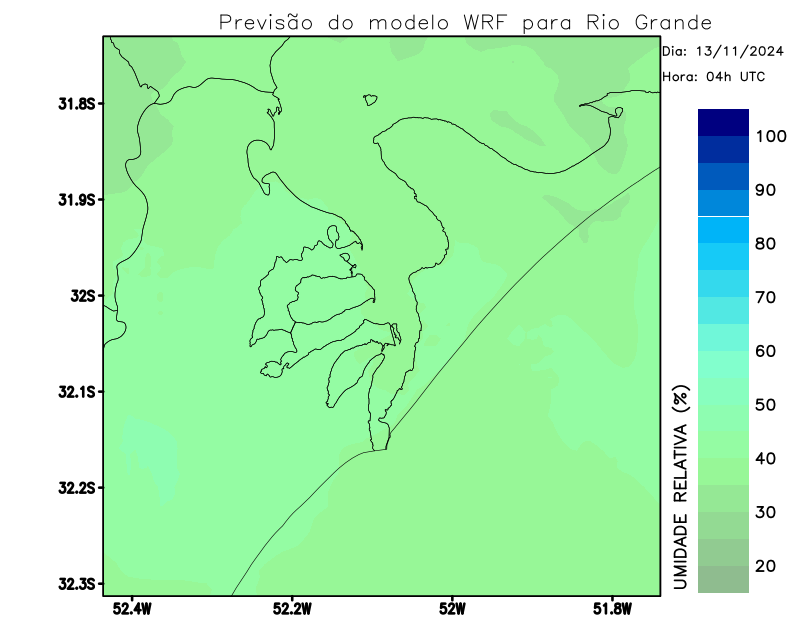 Previsão do modelo WRF para Rio Grande
Dia: 13/11/2024
Hora: 04h UTC
31.8S
31.9S
32S
32.1S
32.2S
32.3S
52.4W
52.2W
52W
51.8W
UMIDADE RELATIVA (%)
100
90
80
70
60
50
40
30
20